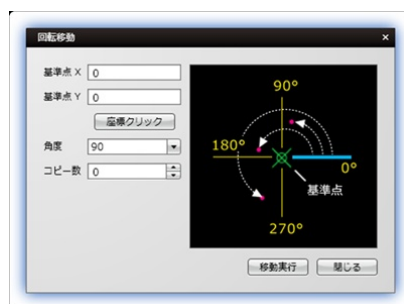 回転移動
×
基準点 X 0
基準点 Y 0
座標クリック
角度 90
コピー数 0
90°
180°
0°
基準点
270°
移動実行 閉じる